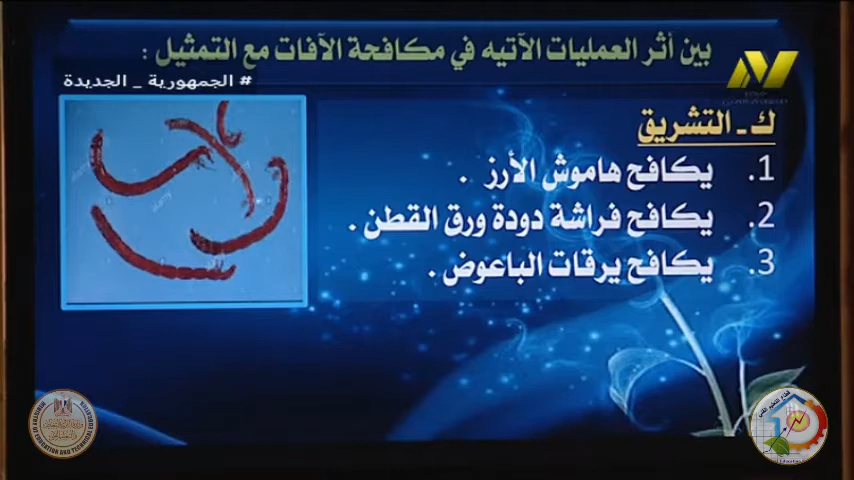 بين أثر العمليات الآتيه في مكافحة الآفات مع التمثيل :
# الجمهورية _ الجديدة
ك - التشريق
1. يكافح هاموش الأرز .
2. يكافح فراشة دودة ورق القطن .
3. يكافح يرقات الباعوض .